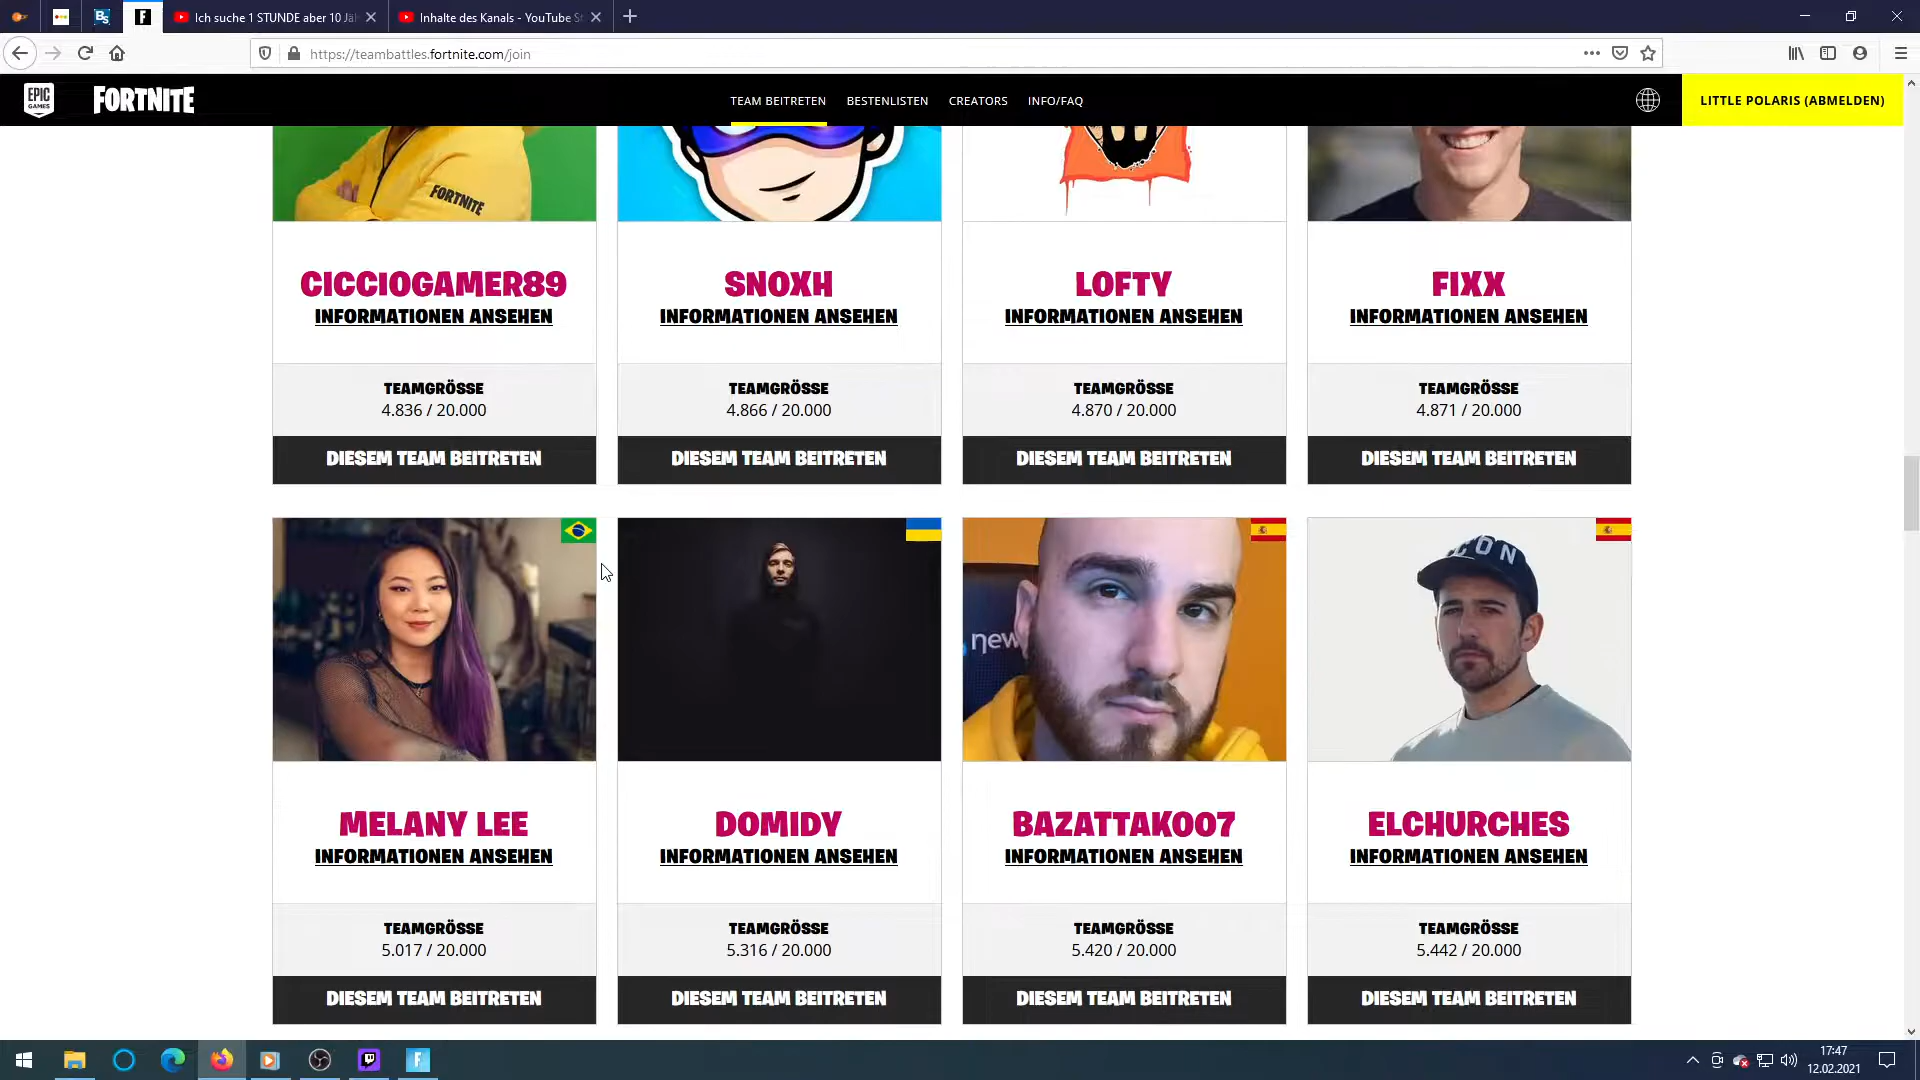 Ich suche 1 STUNDE aber 10 Jäh
Inhalte des Kanals - YouTube St
https://teambattles.fortnite.com/join
EPIC GAMES
FORTNITE
TEAM BEITRETEN
BESTENLISTEN
CREATORS
INFO/FAQ
LITTLE POLARIS (ABMELDEN)
FORTNITE
CICCIOGAMER89
INFORMATIONEN ANSEHEN
TEAMGRÖSSE
4.836 / 20.000
DIESEM TEAM BEITRETEN
SNOXH
INFORMATIONEN ANSEHEN
TEAMGRÖSSE
4.866 / 20.000
DIESEM TEAM BEITRETEN
LOFTY
INFORMATIONEN ANSEHEN
TEAMGRÖSSE
4.870 / 20.000
DIESEM TEAM BEITRETEN
FIXX
INFORMATIONEN ANSEHEN
TEAMGRÖSSE
4.871 / 20.000
DIESEM TEAM BEITRETEN
MELANY LEE
INFORMATIONEN ANSEHEN
TEAMGRÖSSE
5.017 / 20.000
DIESEM TEAM BEITRETEN
DOMIDY
INFORMATIONEN ANSEHEN
TEAMGRÖSSE
5.316 / 20.000
DIESEM TEAM BEITRETEN
new
BAZATTAK007
INFORMATIONEN ANSEHEN
TEAMGRÖSSE
5.420 / 20.000
DIESEM TEAM BEITRETEN
ICON
ELCHURCHES
INFORMATIONEN ANSEHEN
TEAMGRÖSSE
5.442 / 20.000
DIESEM TEAM BEITRETEN
17:47
12.02.2021